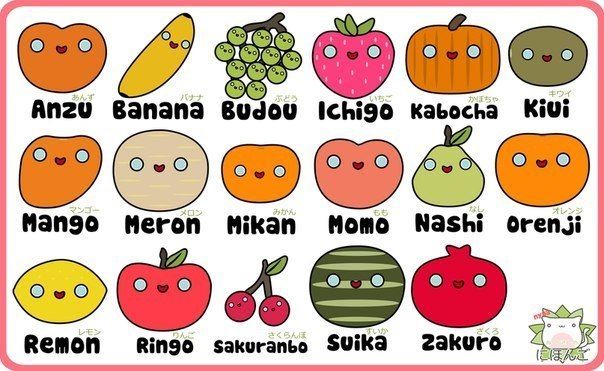 あんず
Anzu
バナナ
Banana
ぶどう
Budou
いちご
Ichigo
かぼちゃ
Kabocha
キウイ
Kiui
マンゴー
Mango
メロン
Meron
みかん
Mikan
もも
Momo
なし
Nashi
オレンジ
Orenji
レモン
Remon
りんご
Ringo
さくらんぼ
Sakuranbo
すいか
Suika
ざくろ
Zakuro
にほんご